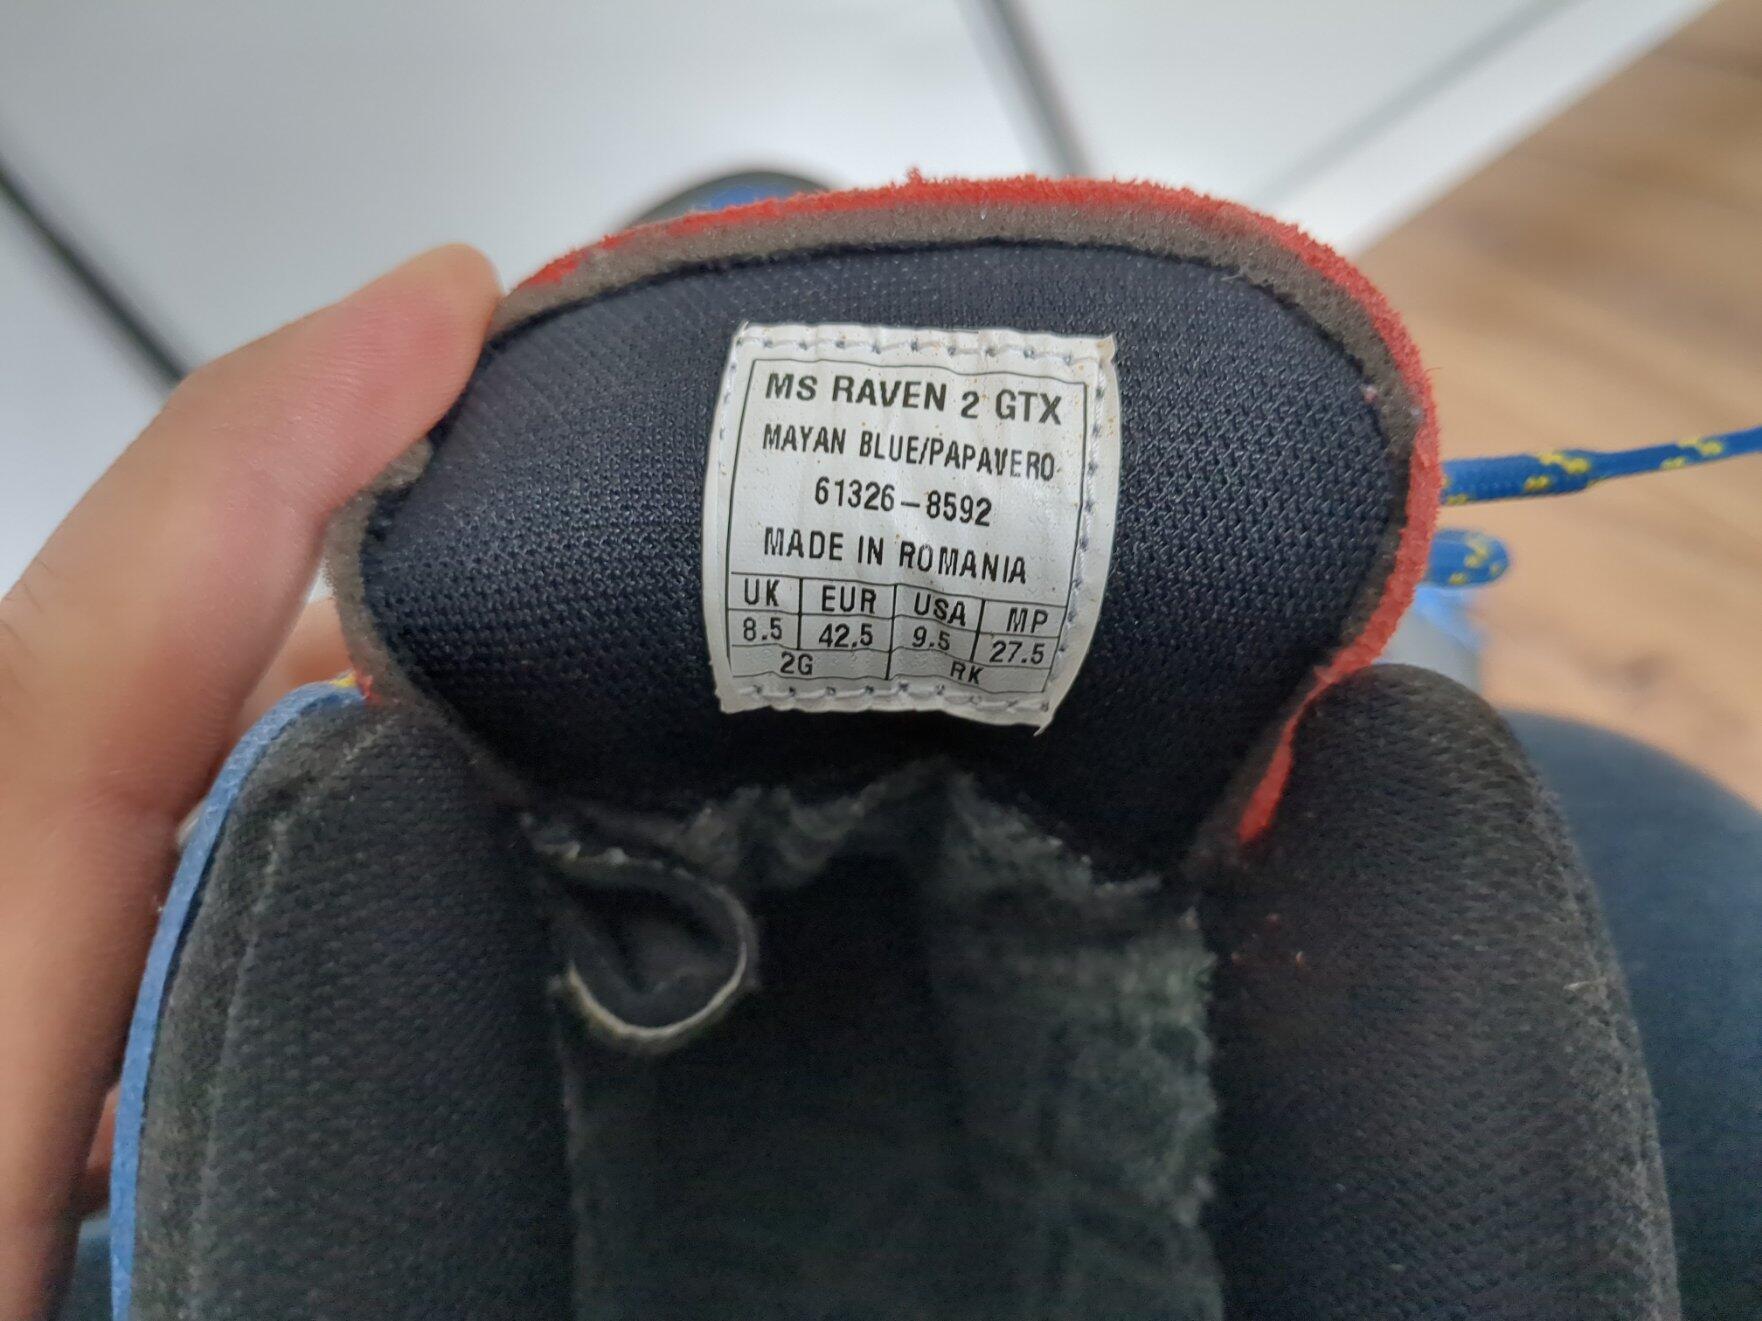 MS RAVEN 2 GTX
MAYAN BLUE/PAPAVERO
61326-8592
MADE IN ROMANIA
UK EUR USA MP
8.5 42.5 9.5 27.5
2G RK